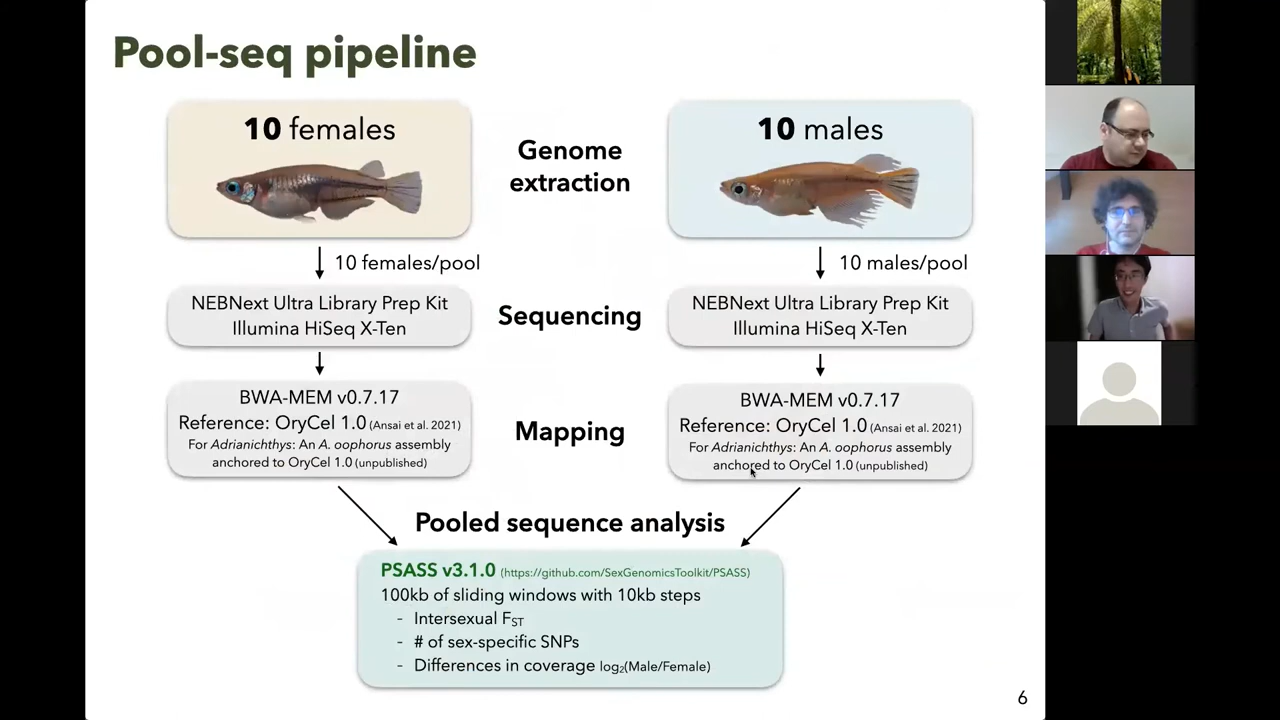 Pool-seq pipeline
10 females
Genome
extraction
10 males
10 females/pool
10 males/pool
NEBNext Ultra Library Prep Kit
Illumina HiSeq X-Ten
Sequencing
NEBNext Ultra Library Prep Kit
Illumina HiSeq X-Ten
BWA-MEM v0.7.17
Reference: OryCel 1.0 (Ansai et al. 2021)
For Adrianichthys: An A. oophorus assembly
anchored to OryCel 1.0 (unpublished)
Mapping
BWA-MEM v0.7.17
Reference: OryCel 1.0 (Ansai et al. 2021)
For Adrianichthys: An A. oophorus assembly
anchored to OryCel 1.0 (unpublished)
Pooled sequence analysis
PSASS v3.1.0 (https://github.com/SexGenomicsToolkit/PSASS)
100kb of sliding windows with 10kb steps
- Intersexual FST
- # of sex-specific SNPs
- Differences in coverage log₂(Male/Female)
6